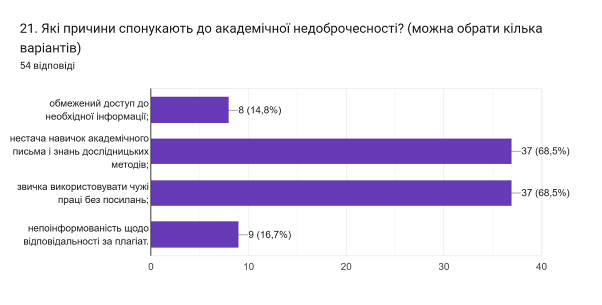 21. Які причини спонукають до академічної недоброчесності? (можна обрати кілька
варіантів)
54 відповіді
обмежений доступ до
необхідної інформації;
8 (14,8%)
нестача навичок академічного
письма і знань дослідницьких
методів;
37 (68,5%)
звичка використовувати чужі
праці без посилань;
37 (68,5%)
непоінформованість щодо
відповідальності за плагіат.
9 (16,7%)
0 10 20 30 40